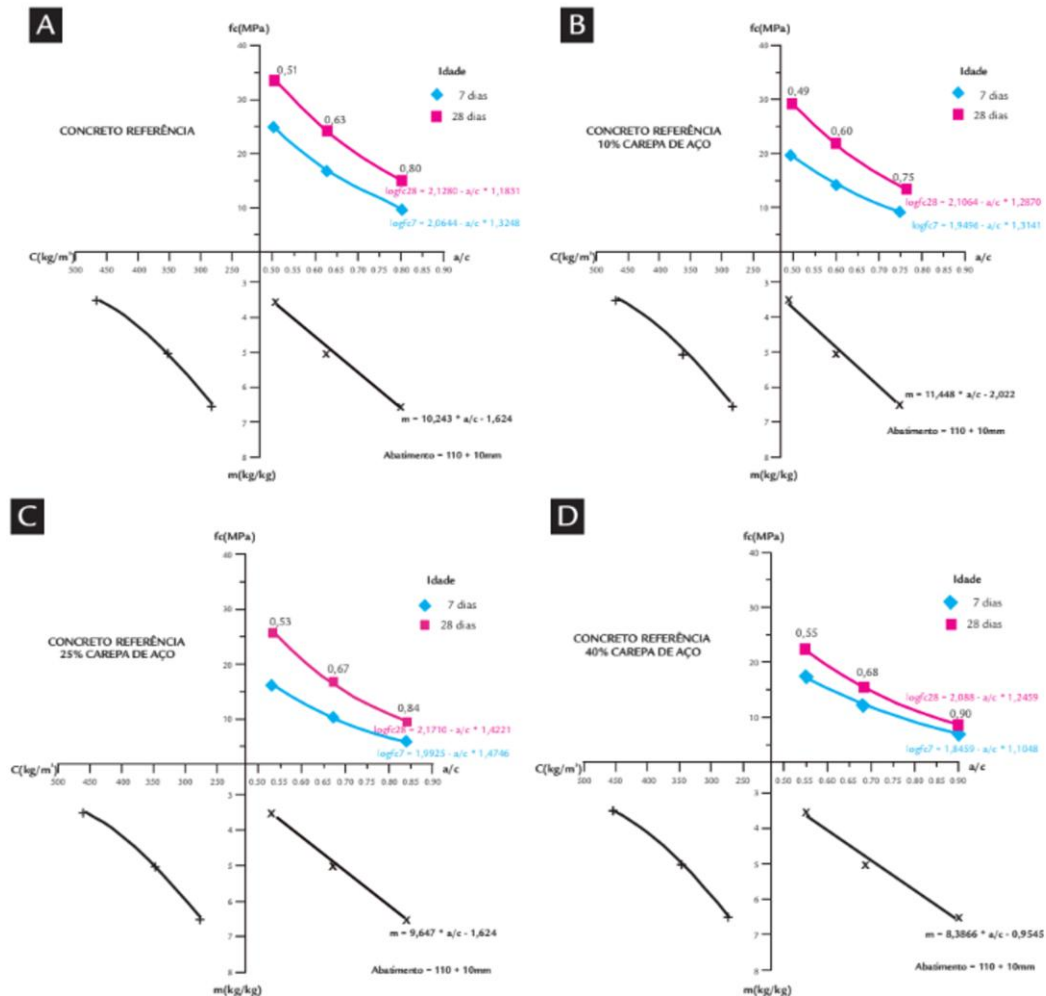 A
fc(MPa)
40
30
20
10
0,51
0,63
0,80
Idade
7 dias
28 dias
CONCRETO REFERÊNCIA
logfc28 = 2,1280 - a/c * 1,1831
logfc7 = 2,0644 - a/c * 1,3248
C(kg/m³)
500 450 400 350 300 250
0.50 0.55 0.60 0.65 0.70 0.75 0.80 0.85 0.90
a/c
3
4
5
6
7
8
m = 10,243 * a/c - 1,624
Abatimento = 110 + 10mm
m(kg/kg)
B
fc(MPa)
40
30
20
10
0,49
0,60
0,75
Idade
7 dias
28 dias
CONCRETO REFERÊNCIA
10% CAREPA DE AÇO
logfc28 = 2,1064 - a/c * 1,2870
logfc7 = 1,9496 - a/c * 1,3141
C(kg/m³)
500 450 400 350 300 250
0.50 0.55 0.60 0.65 0.70 0.75 0.80 0.85 0.90
a/c
3
4
5
6
7
8
m = 11,448 * a/c - 2,022
Abatimento = 110 + 10mm
m(kg/kg)
C
fc(MPa)
40
30
20
10
0,53
0,67
0,84
Idade
7 dias
28 dias
CONCRETO REFERÊNCIA
25% CAREPA DE AÇO
logfc28 = 2,1710 - a/c * 1,4221
logfc7 = 1,9925 - a/c * 1,4746
C(kg/m³)
500 450 400 350 300 250
0.50 0.55 0.60 0.65 0.70 0.75 0.80 0.85 0.90
a/c
3
4
5
6
7
8
m = 9,647 * a/c - 1,624
Abatimento = 110 + 10mm
m(kg/kg)
D
fc(MPa)
40
30
20
10
0,55
0,68
0,90
Idade
7 dias
28 dias
CONCRETO REFERÊNCIA
40% CAREPA DE AÇO
logfc28 = 2,088 - a/c * 1,2459
logfc7 = 1,8459 - a/c * 1,1048
C(kg/m³)
500 450 400 350 300 250
0.50 0.55 0.60 0.65 0.70 0.75 0.80 0.85 0.90
a/c
3
4
5
6
7
8
m = 8,3866 * a/c - 0,9545
Abatimento = 110 + 10mm
m(kg/kg)